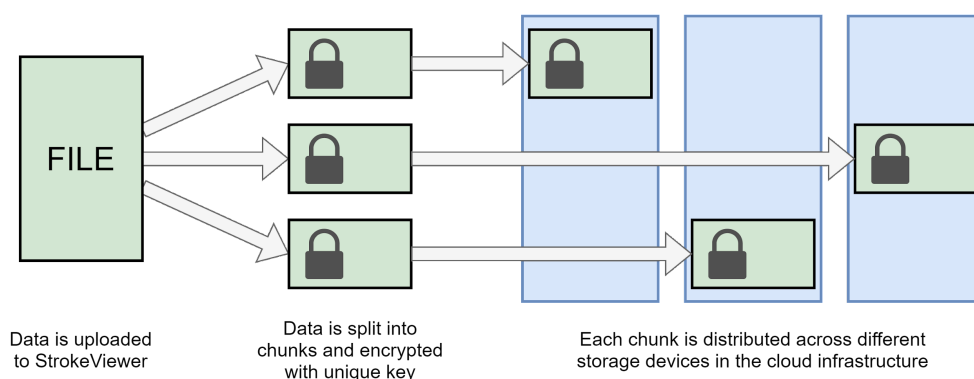 FILE
Data is uploaded
to StrokeViewer
Data is split into
chunks and encrypted
with unique key
Each chunk is distributed across different
storage devices in the cloud infrastructure